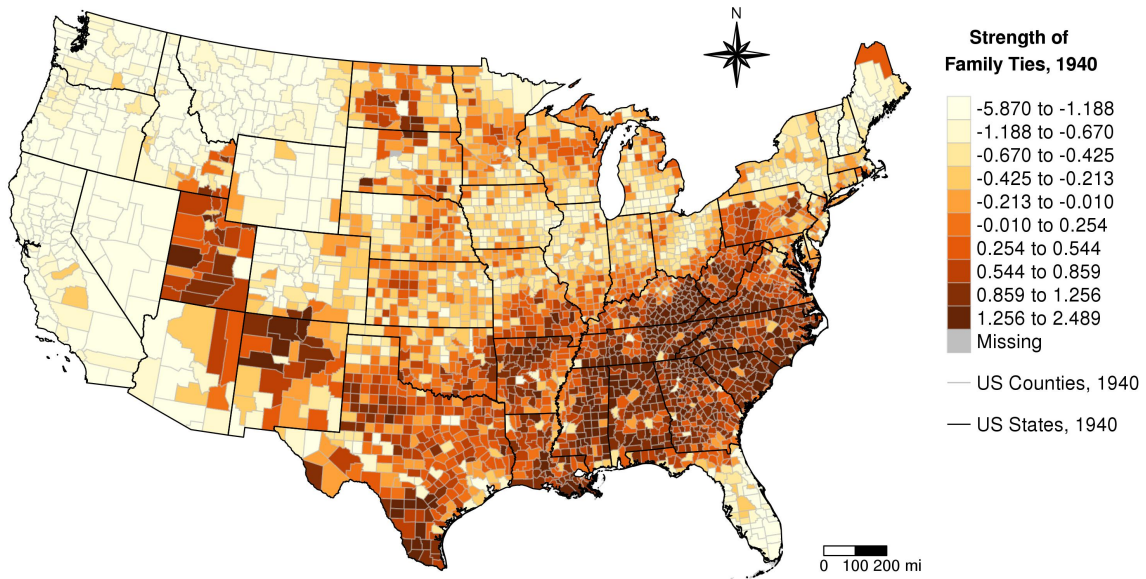 N
Strength of
Family Ties, 1940
-5.870 to -1.188
-1.188 to -0.670
-0.670 to -0.425
-0.425 to -0.213
-0.213 to -0.010
-0.010 to 0.254
0.254 to 0.544
0.544 to 0.859
0.859 to 1.256
1.256 to 2.489
Missing
US Counties, 1940
US States, 1940
0 100 200 mi